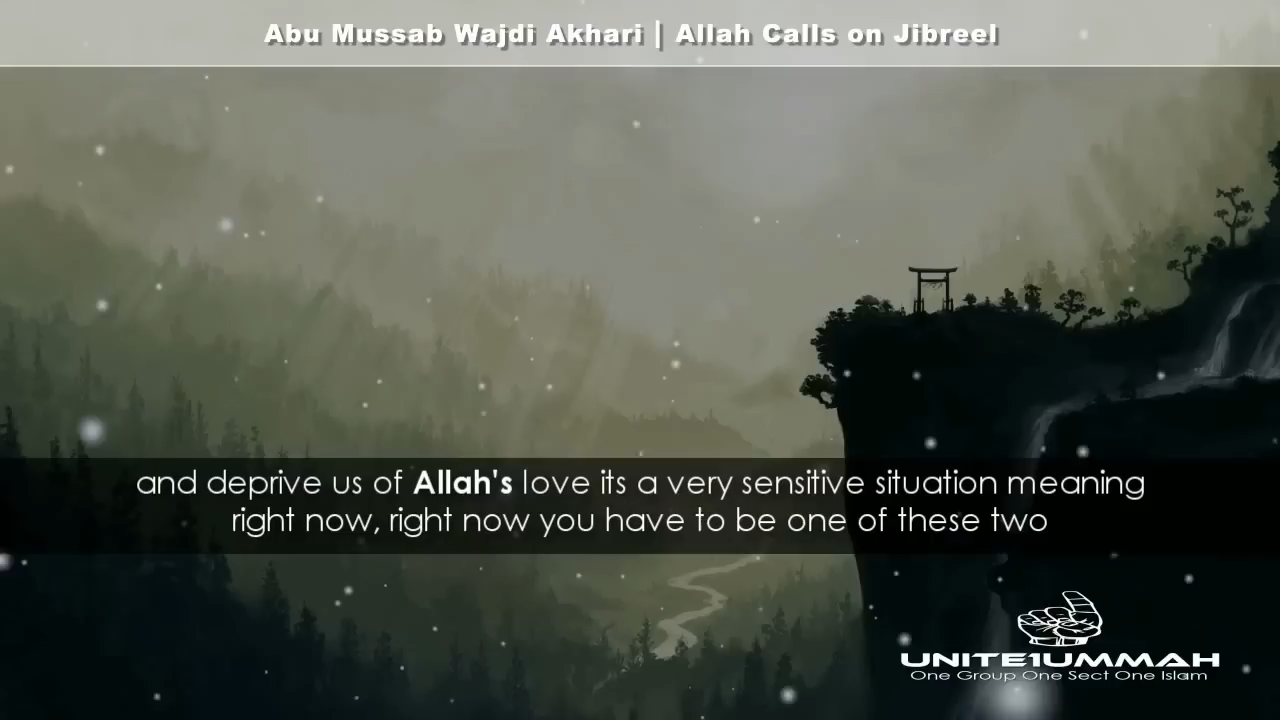 Abu Mussab Wajdi Akhari | Allah Calls on Jibreel
and deprive us of Allah's love its a very sensitive situation meaning
right now, right now you have to be one of these two
UNITE1UMMAH
One Group One Sect One Islam